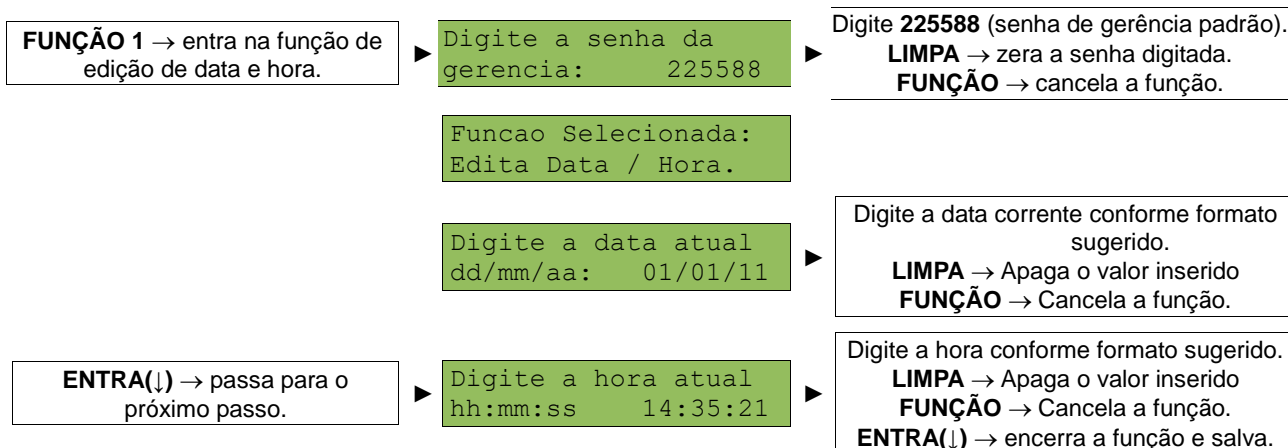 FUNÇÃO 1 → entra na função de
edição de data e hora.
►
Digite a senha da
gerencia: 225588
►
Digite 225588 (senha de gerência padrão).
LIMPA → zera a senha digitada.
FUNÇÃO → cancela a função.
Funcao Selecionada:
Edita Data / Hora.
Digite a data atual
dd/mm/aa: 01/01/11
►
Digite a data corrente conforme formato
sugerido.
LIMPA → Apaga o valor inserido
FUNÇÃO → Cancela a função.
ENTRA(↓) → passa para o
próximo passo.
►
Digite a hora atual
hh:mm:ss 14:35:21
►
Digite a hora conforme formato sugerido.
LIMPA → Apaga o valor inserido
FUNÇÃO → Cancela a função.
ENTRA(↓) → encerra a função e salva.